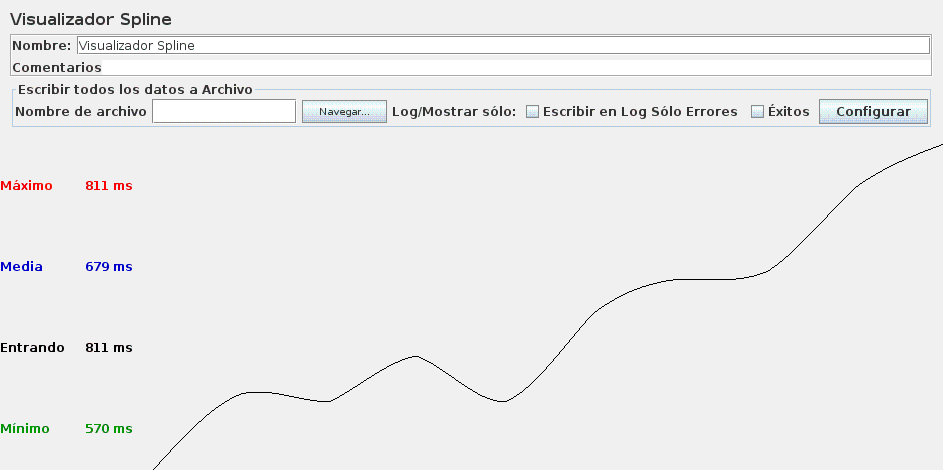 Visualizador Spline
Nombre: Visualizador Spline
Comentarios
Escribir todos los datos a Archivo
Nombre de archivo Navegar... Log/Mostrar sólo: Escribir en Log Sólo Errores Éxitos Configurar
Máximo 811 ms
Media 679 ms
Entrando 811 ms
Mínimo 570 ms